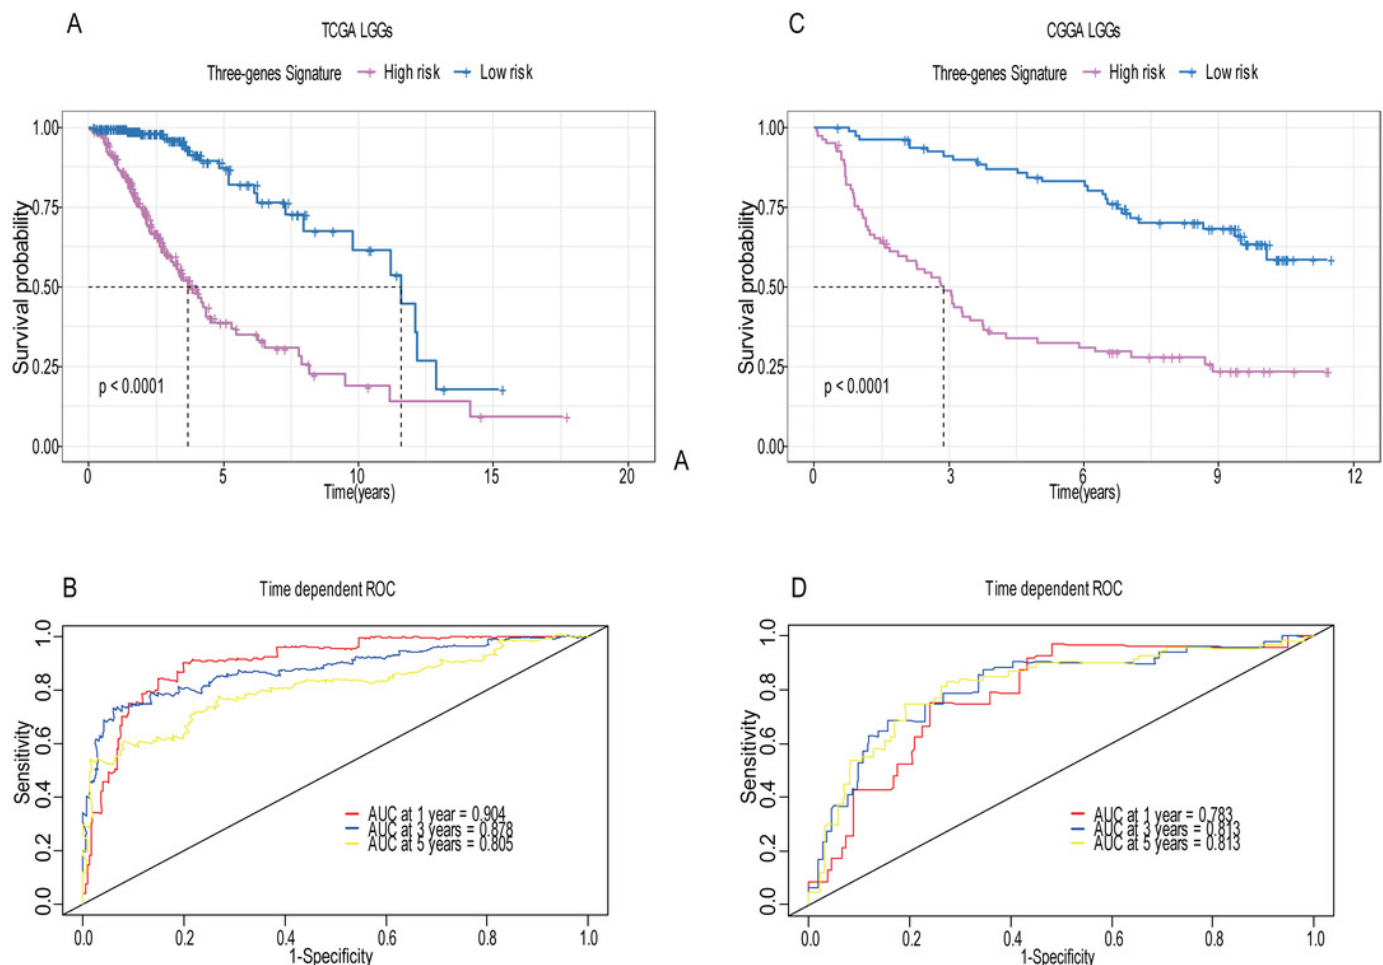 A
TCGA LGGs
Three-genes Signature High risk Low risk
Survival probability
1.00
0.75
0.50
0.25
0.00
p < 0.0001
0 5 10 15 20
Time(years)
A
C
CGGA LGGs
Three-genes Signature High risk Low risk
Survival probability
1.00
0.75
0.50
0.25
0.00
p < 0.0001
0 3 6 9 12
Time(years)
B
Time dependent ROC
Sensitivity
1.0
0.8
0.6
0.4
0.2
0.0
AUC at 1 year = 0.904
AUC at 3 years = 0.878
AUC at 5 years = 0.805
0.0 0.2 0.4 0.6 0.8 1.0
1-Specificity
D
Time dependent ROC
Sensitivity
1.0
0.8
0.6
0.4
0.2
0.0
AUC at 1 year = 0.783
AUC at 3 years = 0.813
AUC at 5 years = 0.813
0.0 0.2 0.4 0.6 0.8 1.0
1-Specificity